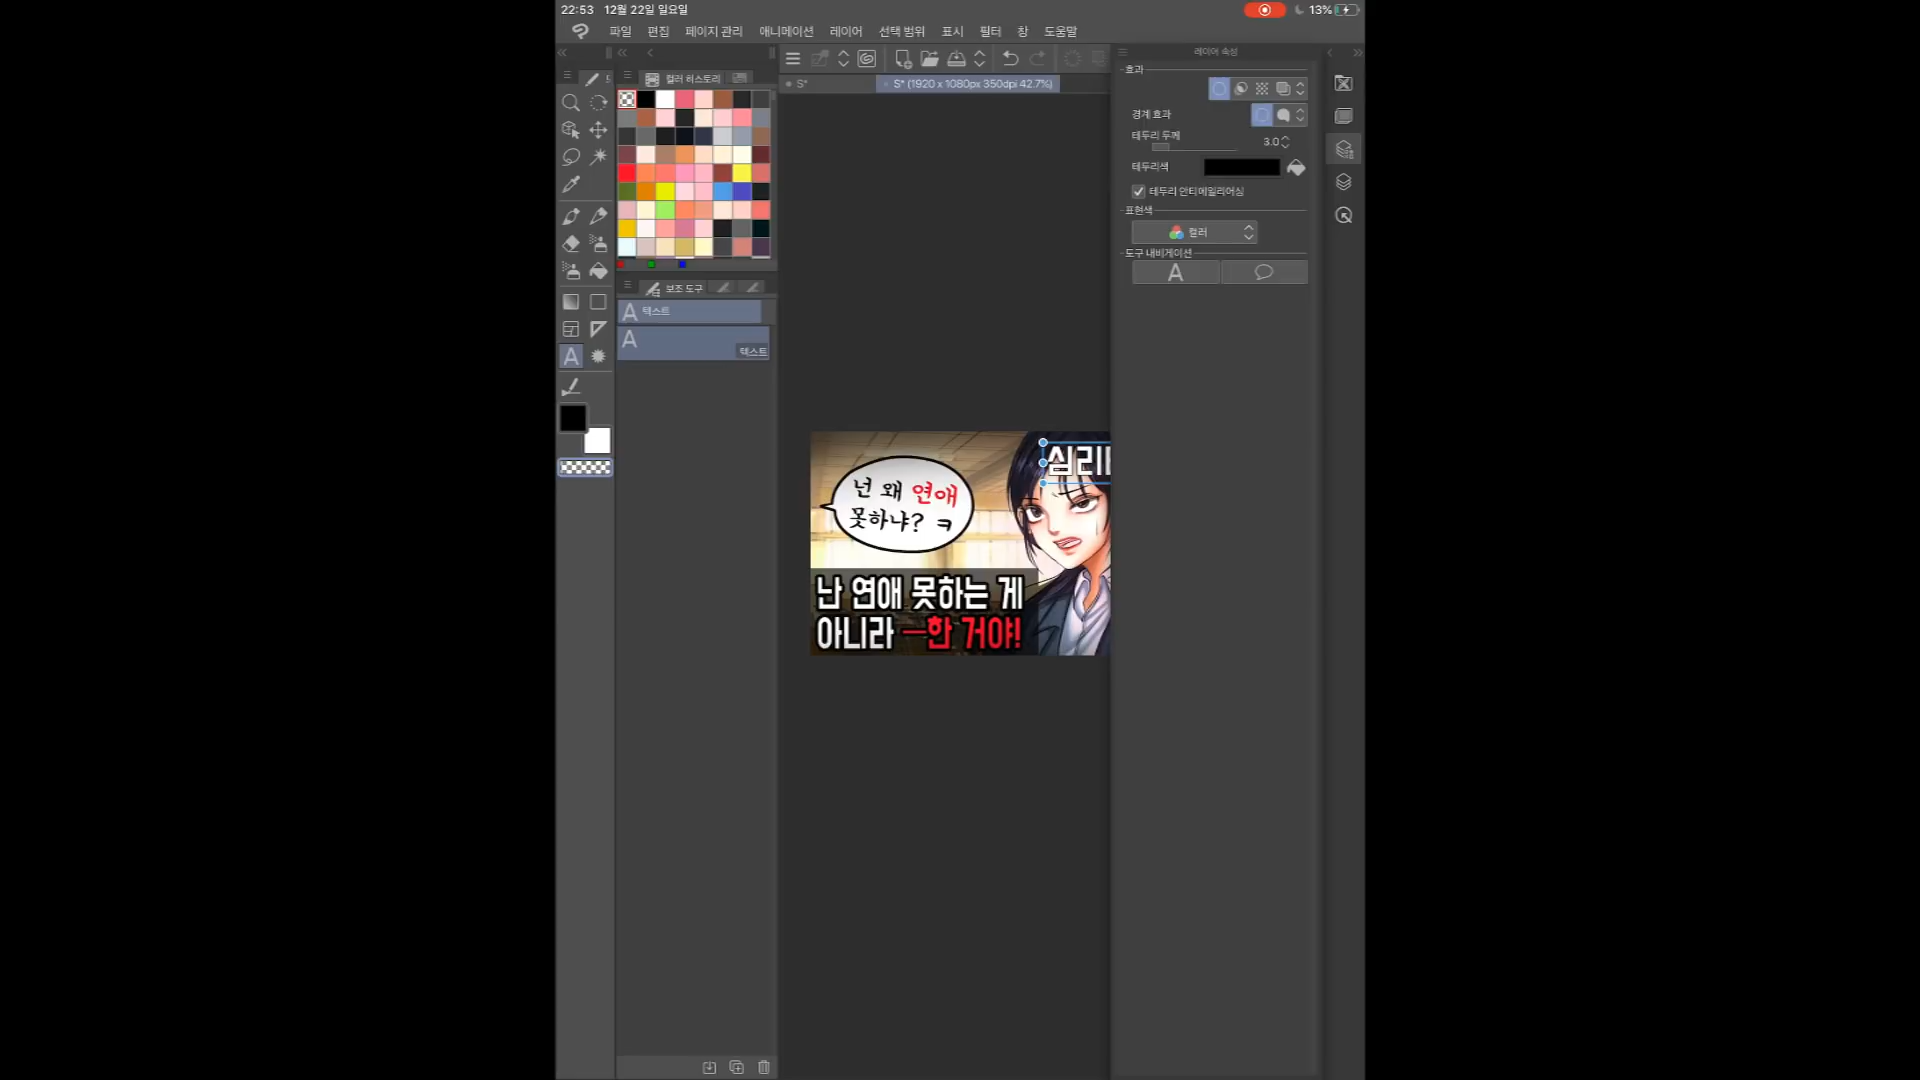 22:53 12월 22일 일요일
13%
파일 편집 페이지 관리 애니메이션 레이어 선택 범위 표시 필터 창 도움말
레이어 속성
컬러 히스토리
S*
S* (1920 x 1080px 350dpi 42.7%)
효과
경계 효과
테두리 두께
3.0
테두리색
테두리 안티에일리어싱
표현색
컬러
도구 내비게이션
A
보조 도구
A 텍스트
A
텍스트
A
심리
넌 왜 연애
못하냐? ㅋ
난 연애 못하는 게
아니라 ㅡ한 거야!